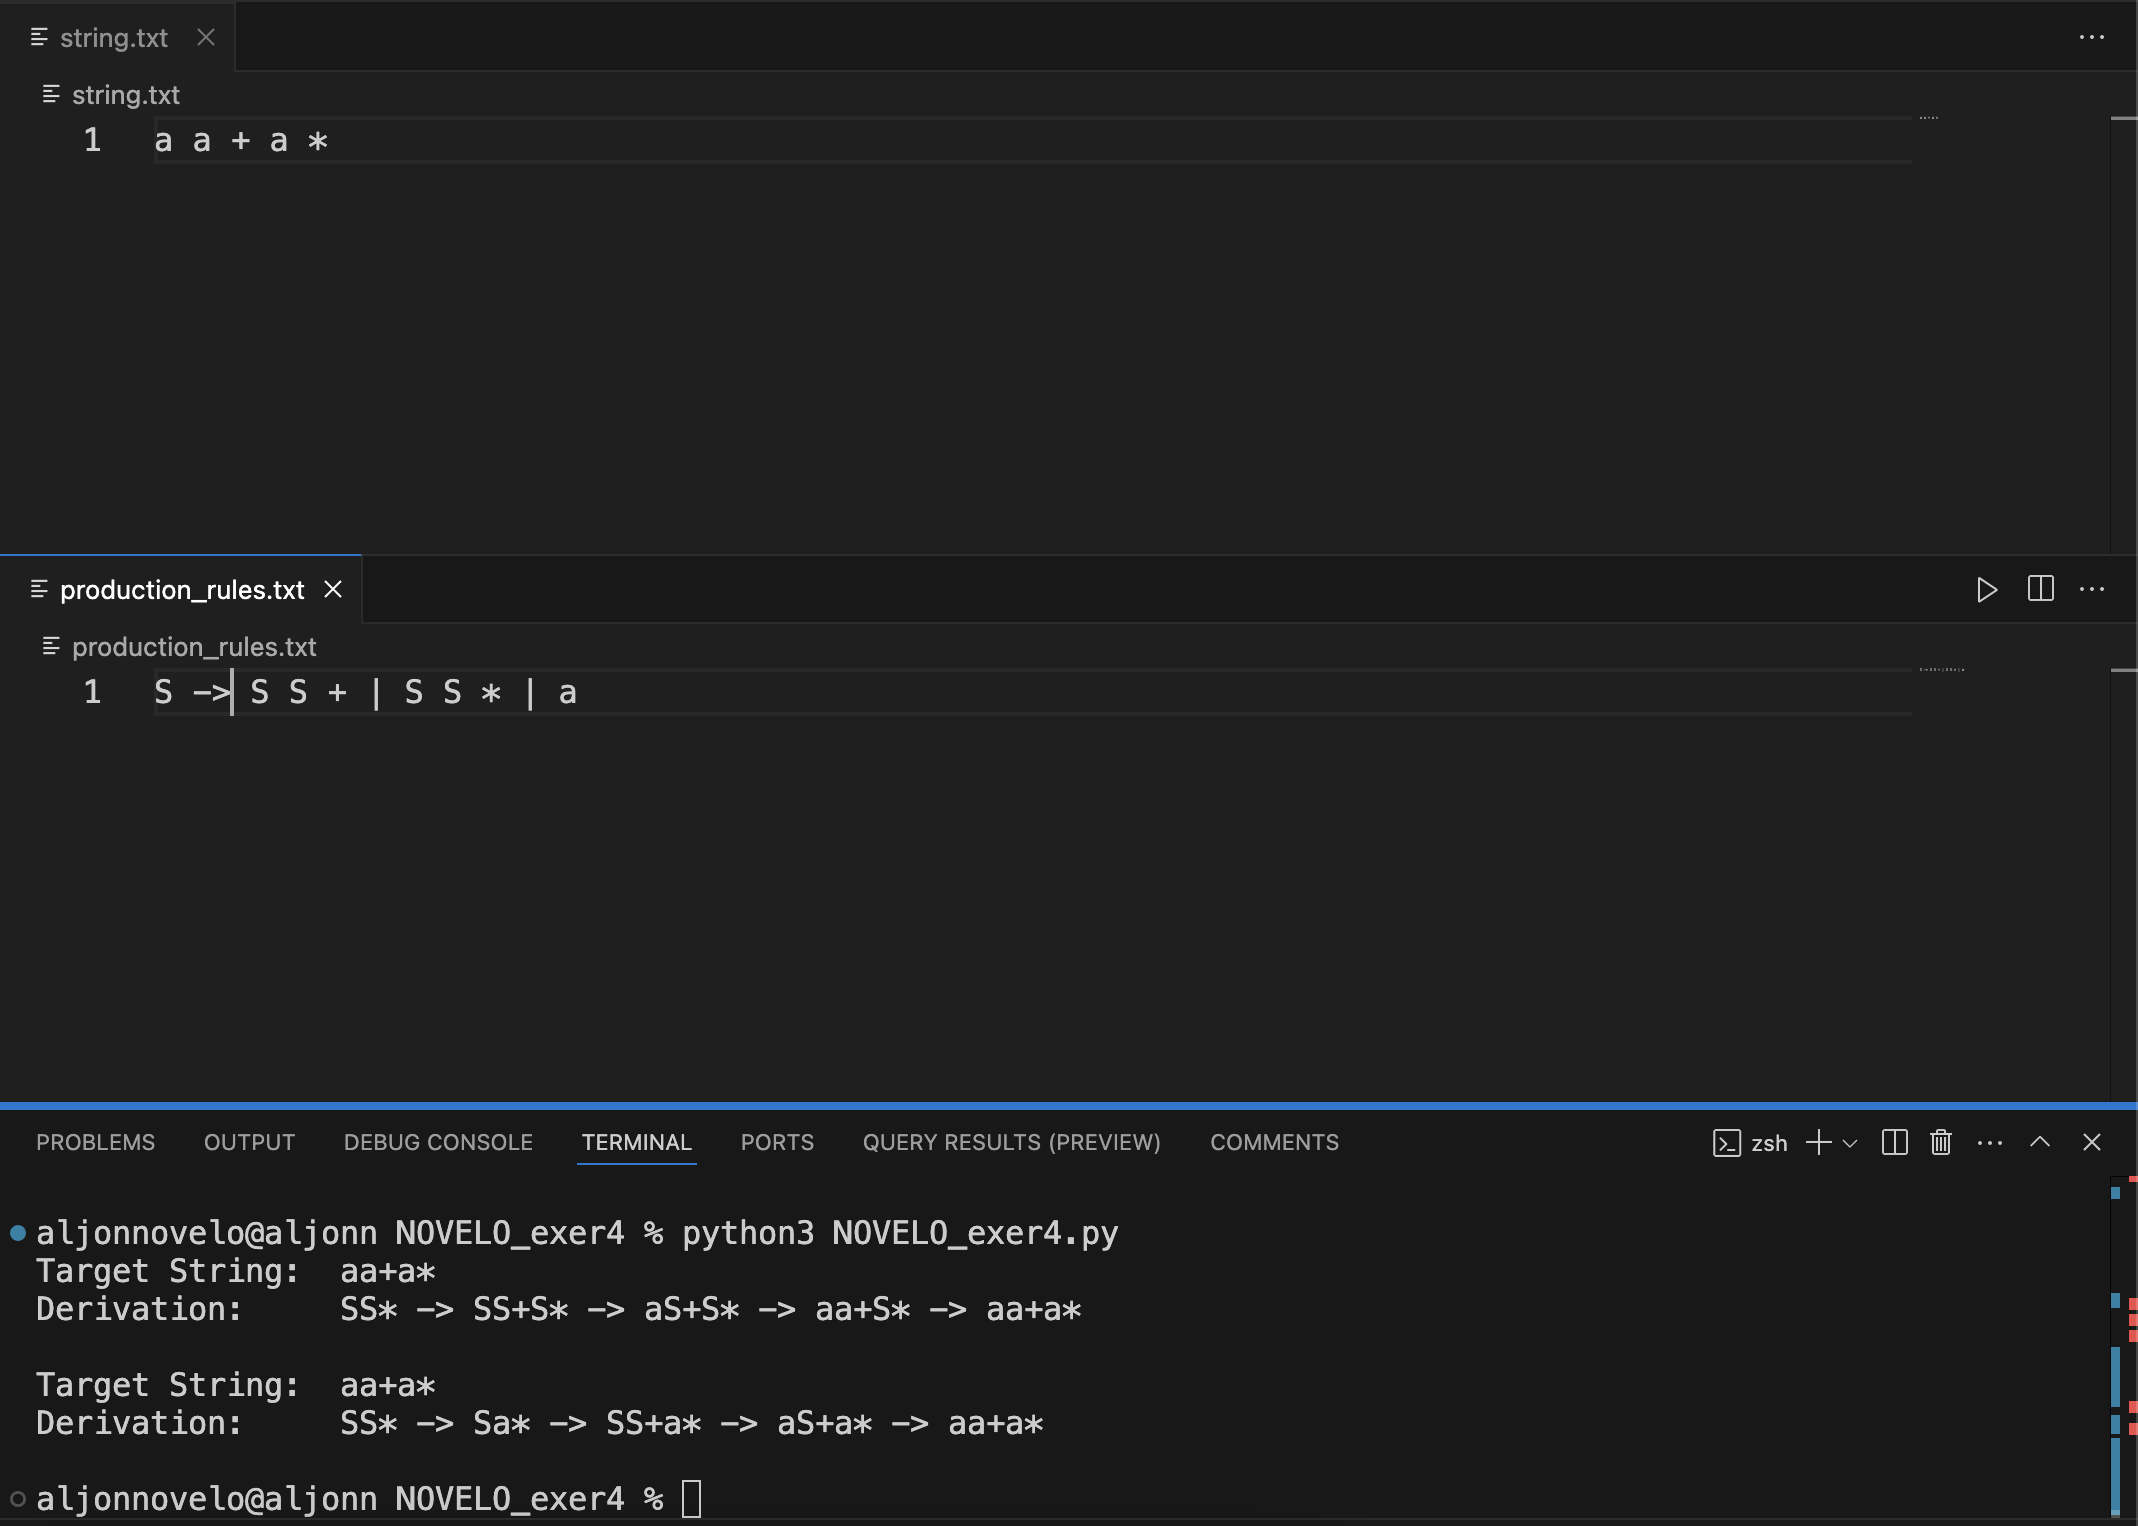 string.txt
string.txt
1 a a + a *
production_rules.txt
production_rules.txt
1 S -> S S + | S S * | a
PROBLEMS OUTPUT DEBUG CONSOLE TERMINAL PORTS QUERY RESULTS (PREVIEW) COMMENTS zsh
aljonnovelo@aljonn NOVELO_exer4 % python3 NOVELO_exer4.py
Target String: aa+a*
Derivation: SS* -> SS+S* -> aS+S* -> aa+S* -> aa+a*
Target String: aa+a*
Derivation: SS* -> Sa* -> SS+a* -> aS+a* -> aa+a*
aljonnovelo@aljonn NOVELO_exer4 %